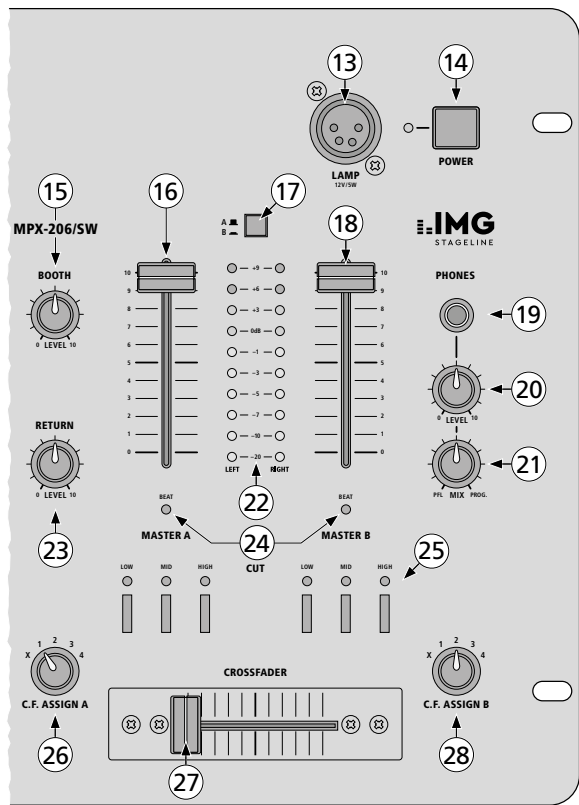 13
14
LAMP
12V/5W
POWER
15
16
17
18
MPX-206/SW
A
B
IMG
STAGELINE
BOOTH
0 LEVEL 10
PHONES
19
10
9
8
7
6
5
4
3
2
1
0
+9
+6
+3
0dB
−1
−3
−5
−7
−10
−20
LEFT
RIGHT
10
9
8
7
6
5
4
3
2
1
0
20
0 LEVEL 10
RETURN
0 LEVEL 10
21
PFL MIX PROG.
22
23
BEAT
BEAT
MASTER A
24
MASTER B
25
LOW MID HIGH
CUT
LOW MID HIGH
X 1 2 3 4
C.F. ASSIGN A
26
CROSSFADER
27
X 1 2 3 4
C.F. ASSIGN B
28